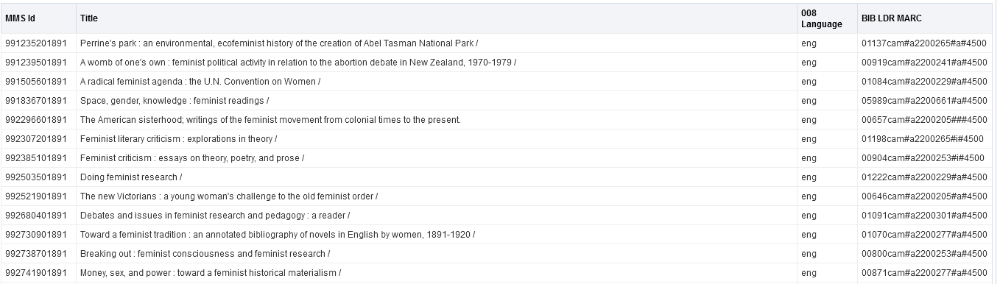 MMS Id Title 008 Language BIB LDR MARC
991235201891 Perrine's park : an environmental, ecofeminist history of the creation of Abel Tasman National Park / eng 01137cam#a2200265#a#4500
991239501891 A womb of one's own : feminist political activity in relation to the abortion debate in New Zealand, 1970-1979 / eng 00919cam#a2200241#a#4500
991505601891 A radical feminist agenda : the U.N. Convention on Women / eng 01084cam#a2200229#a#4500
991836701891 Space, gender, knowledge : feminist readings / eng 05989cam#a2200661#a#4500
992296601891 The American sisterhood; writings of the feminist movement from colonial times to the present. eng 00657cam#a2200205###4500
992307201891 Feminist literary criticism : explorations in theory / eng 01198cam#a2200265#i#4500
992385101891 Feminist criticism : essays on theory, poetry, and prose / eng 00904cam#a2200253#i#4500
992503501891 Doing feminist research / eng 01222cam#a2200229#a#4500
992521901891 The new Victorians : a young woman's challenge to the old feminist order / eng 00646cam#a2200205#a#4500
992680401891 Debates and issues in feminist research and pedagogy : a reader / eng 01091cam#a2200301#a#4500
992730901891 Toward a feminist tradition : an annotated bibliography of novels in English by women, 1891-1920 / eng 01070cam#a2200277#a#4500
992738701891 Breaking out : feminist consciousness and feminist research / eng 00800cam#a2200253#a#4500
992741901891 Money, sex, and power : toward a feminist historical materialism / eng 00871cam#a2200277#a#4500